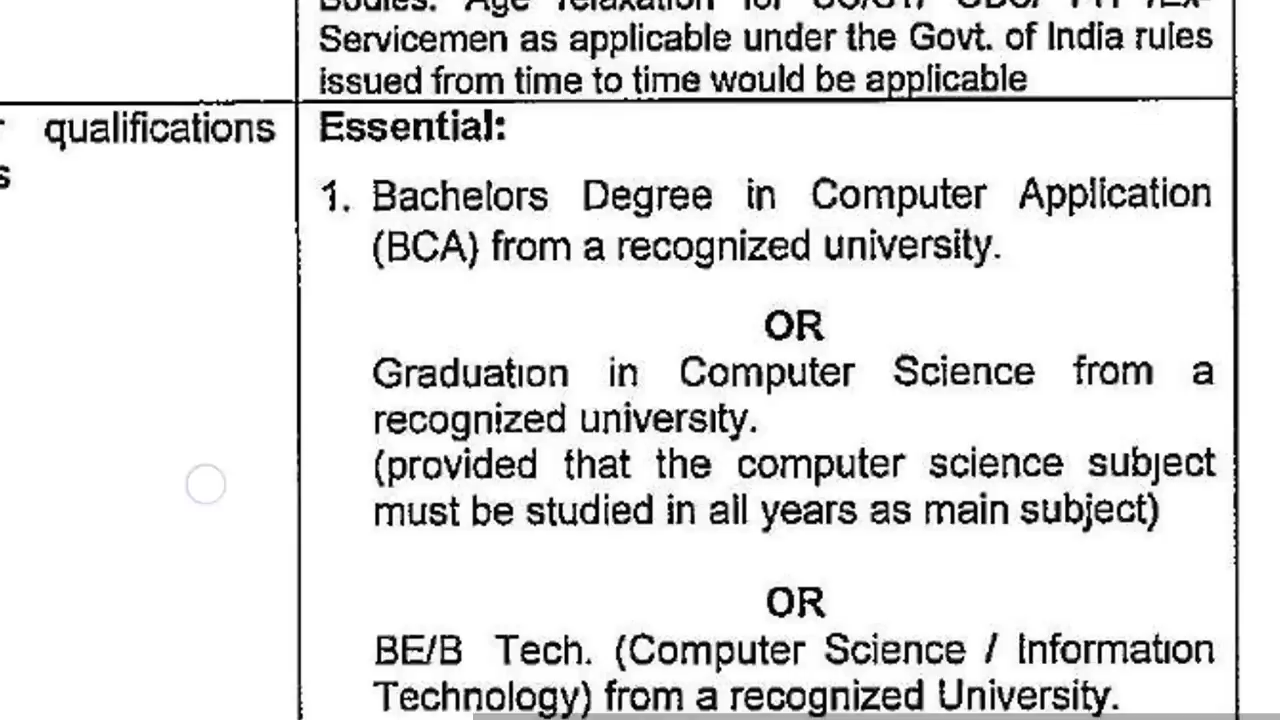 Servicemen as applicable under the Govt. of India rules
issued from time to time would be applicable
qualifications
Essential:
1. Bachelors Degree in Computer Application
(BCA) from a recognized university.
OR
Graduation in Computer Science from a
recognized university.
(provided that the computer science subject
must be studied in all years as main subject)
OR
BE/B Tech. (Computer Science / Information
Technology) from a recognized University.